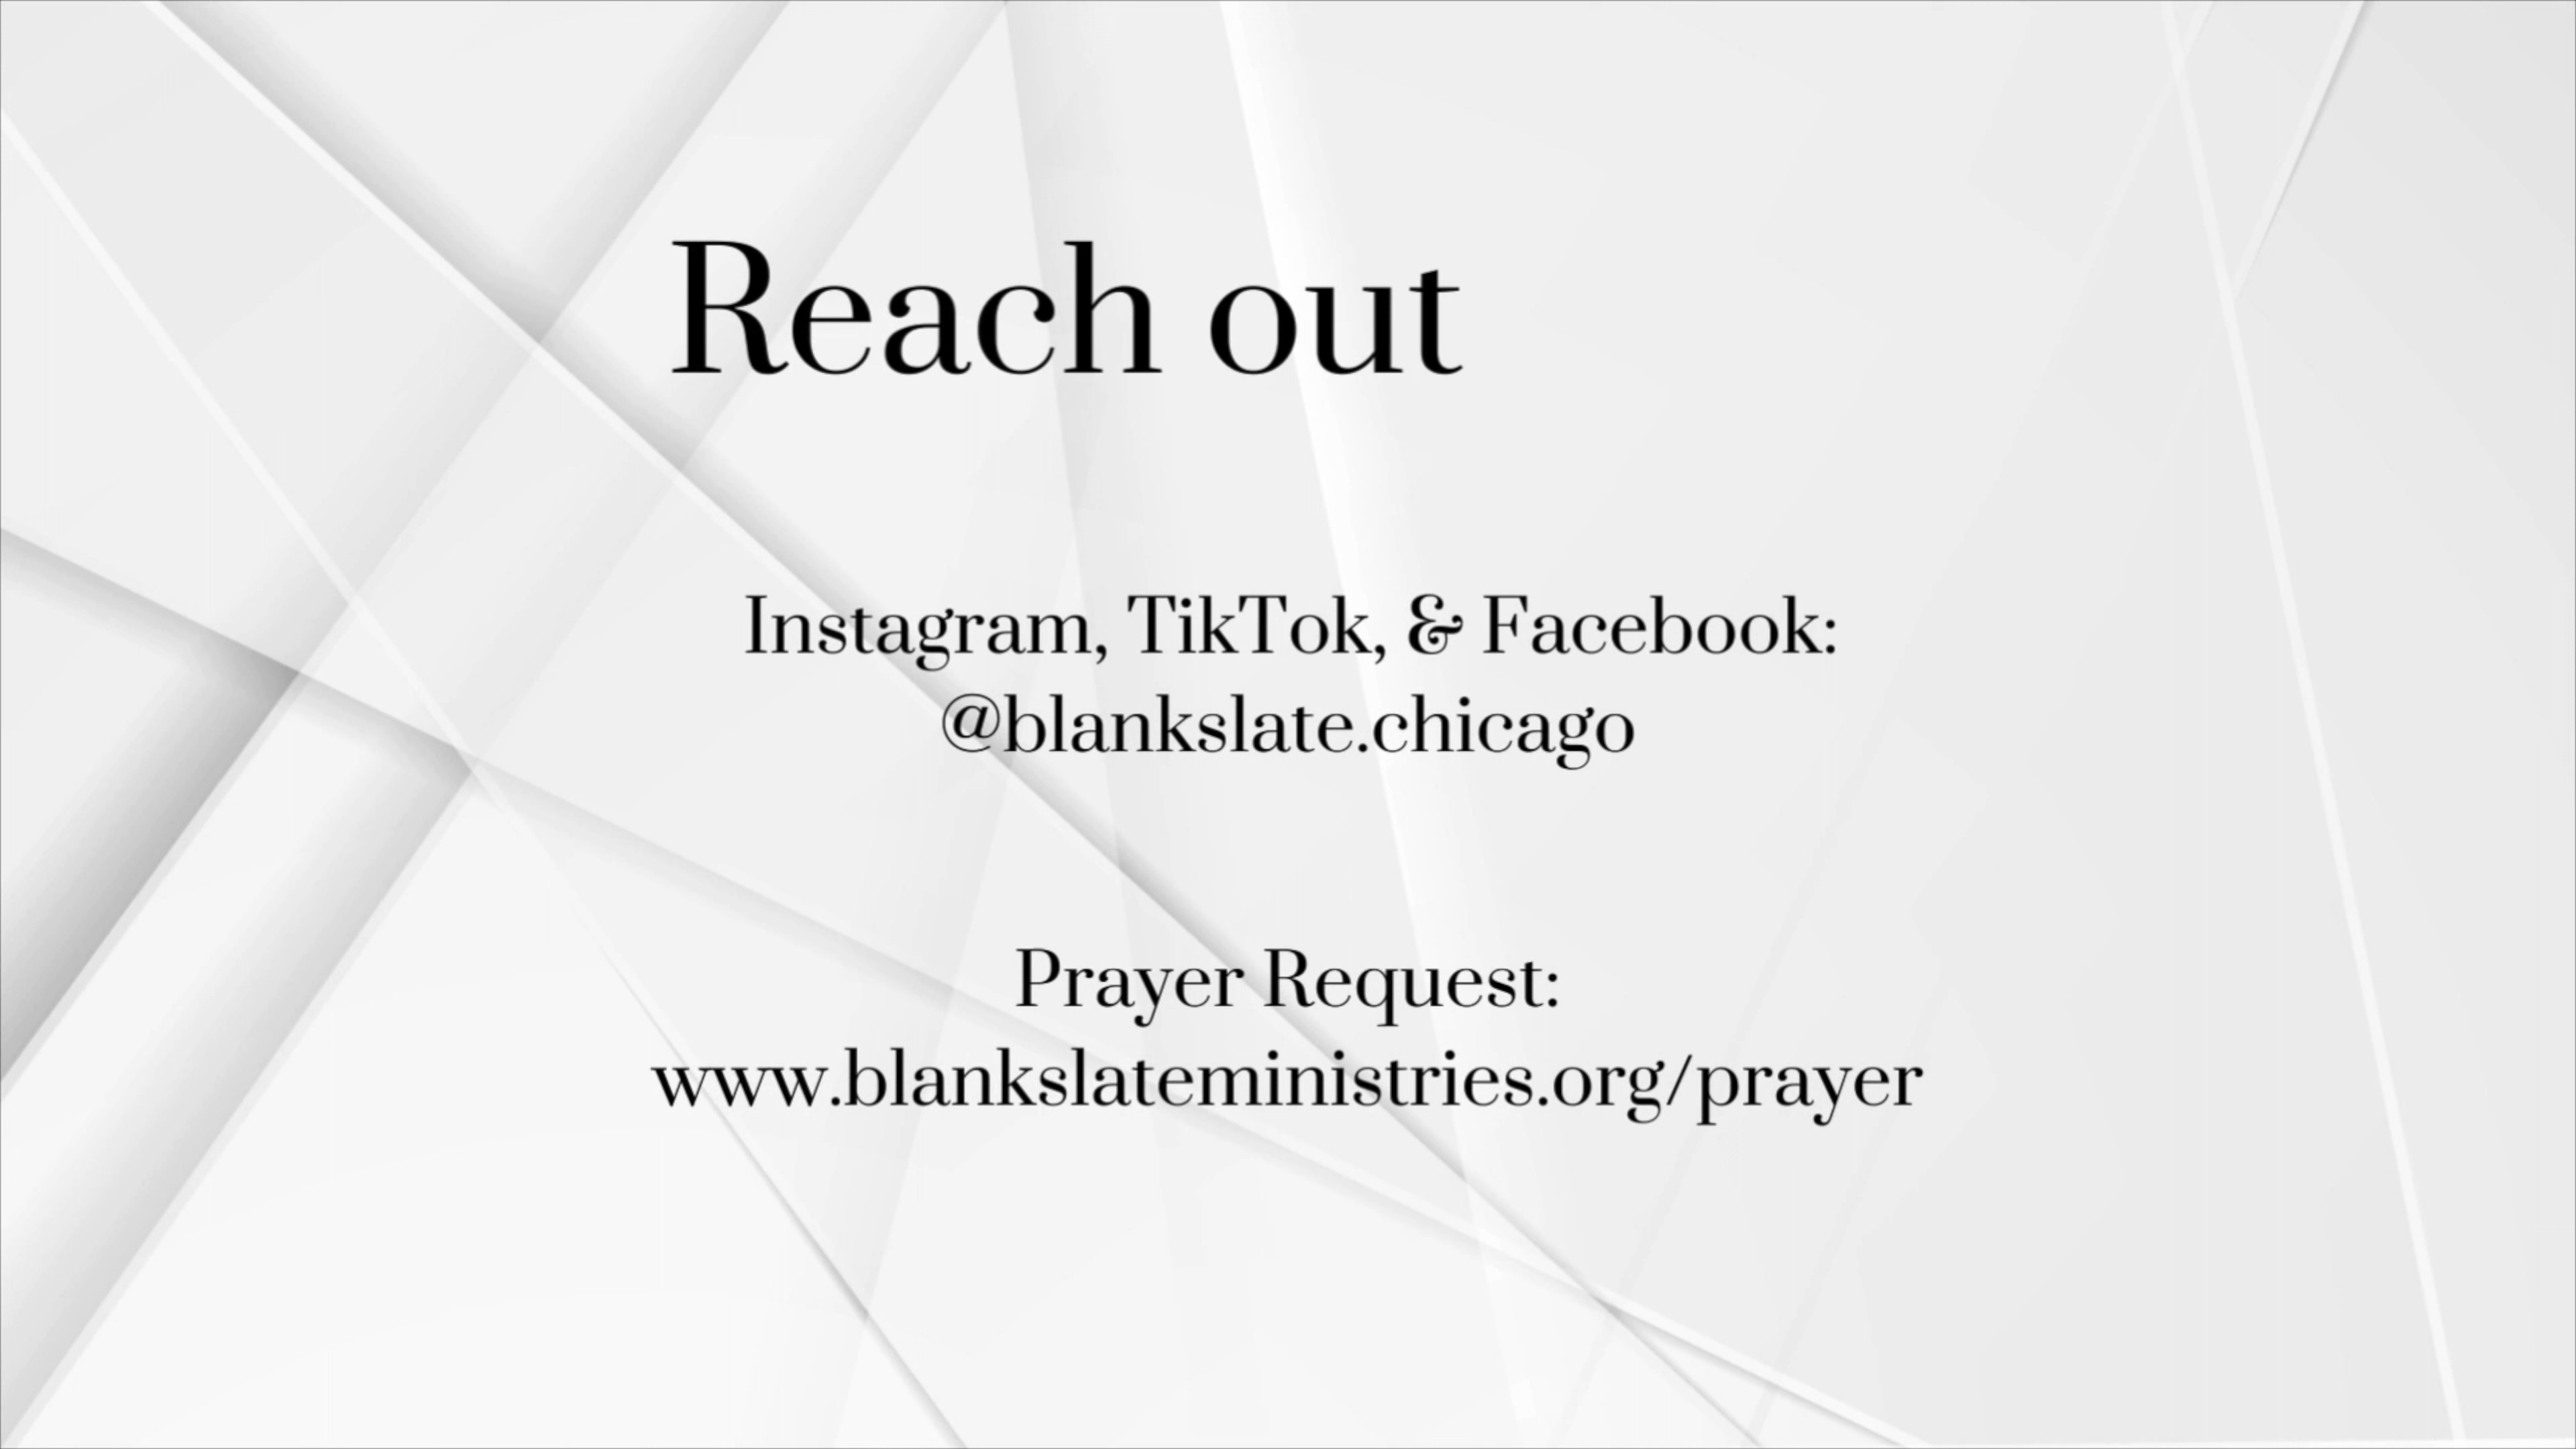 Reach out
Instagram, TikTok, & Facebook:
@blankslate.chicago
Prayer Request:
www.blankslateministries.org/prayer